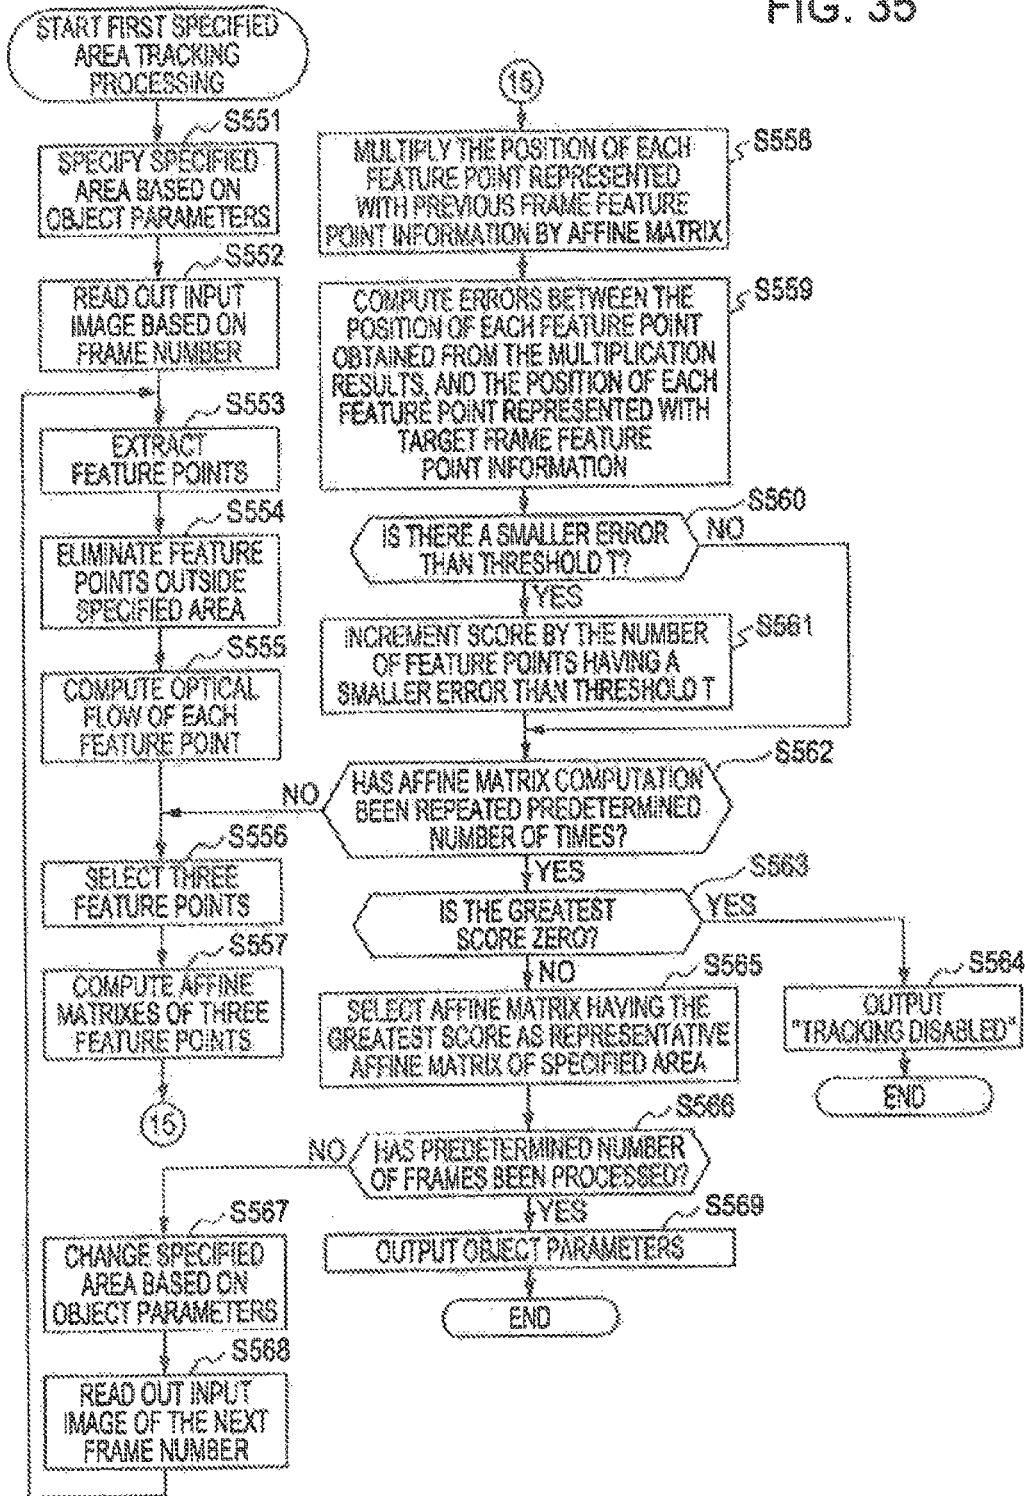 FIG. 35
START FIRST SPECIFIED
AREA TRACKING
PROCESSING
S551
SPECIFY SPECIFIED
AREA BASED ON
OBJECT PARAMETERS
S552
READ OUT INPUT
IMAGE BASED ON
FRAME NUMBER
S553
EXTRACT
FEATURE POINTS
S554
ELIMINATE FEATURE
POINTS OUTSIDE
SPECIFIED AREA
S555
COMPUTE OPTICAL
FLOW OF EACH
FEATURE POINT
S556
SELECT THREE
FEATURE POINTS
S557
COMPUTE AFFINE
MATRIXES OF THREE
FEATURE POINTS
15
15
S558
MULTIPLY THE POSITION OF EACH
FEATURE POINT REPRESENTED
WITH PREVIOUS FRAME FEATURE
POINT INFORMATION BY AFFINE MATRIX
S559
COMPUTE ERRORS BETWEEN THE
POSITION OF EACH FEATURE POINT
OBTAINED FROM THE MULTIPLICATION
RESULTS, AND THE POSITION OF EACH
FEATURE POINT REPRESENTED WITH
TARGET FRAME FEATURE
POINT INFORMATION
S560
IS THERE A SMALLER ERROR
THAN THRESHOLD T?
NO
YES
S561
INCREMENT SCORE BY THE NUMBER
OF FEATURE POINTS HAVING A
SMALLER ERROR THAN THRESHOLD T
S562
HAS AFFINE MATRIX COMPUTATION
BEEN REPEATED PREDETERMINED
NUMBER OF TIMES?
NO
YES
S563
IS THE GREATEST
SCORE ZERO?
YES
NO
S564
OUTPUT
"TRACKING DISABLED"
END
S565
SELECT AFFINE MATRIX HAVING THE
GREATEST SCORE AS REPRESENTATIVE
AFFINE MATRIX OF SPECIFIED AREA
S566
HAS PREDETERMINED NUMBER
OF FRAMES BEEN PROCESSED?
NO
YES
S567
CHANGE SPECIFIED
AREA BASED ON
OBJECT PARAMETERS
S568
READ OUT INPUT
IMAGE OF THE NEXT
FRAME NUMBER
S569
OUTPUT OBJECT PARAMETERS
END